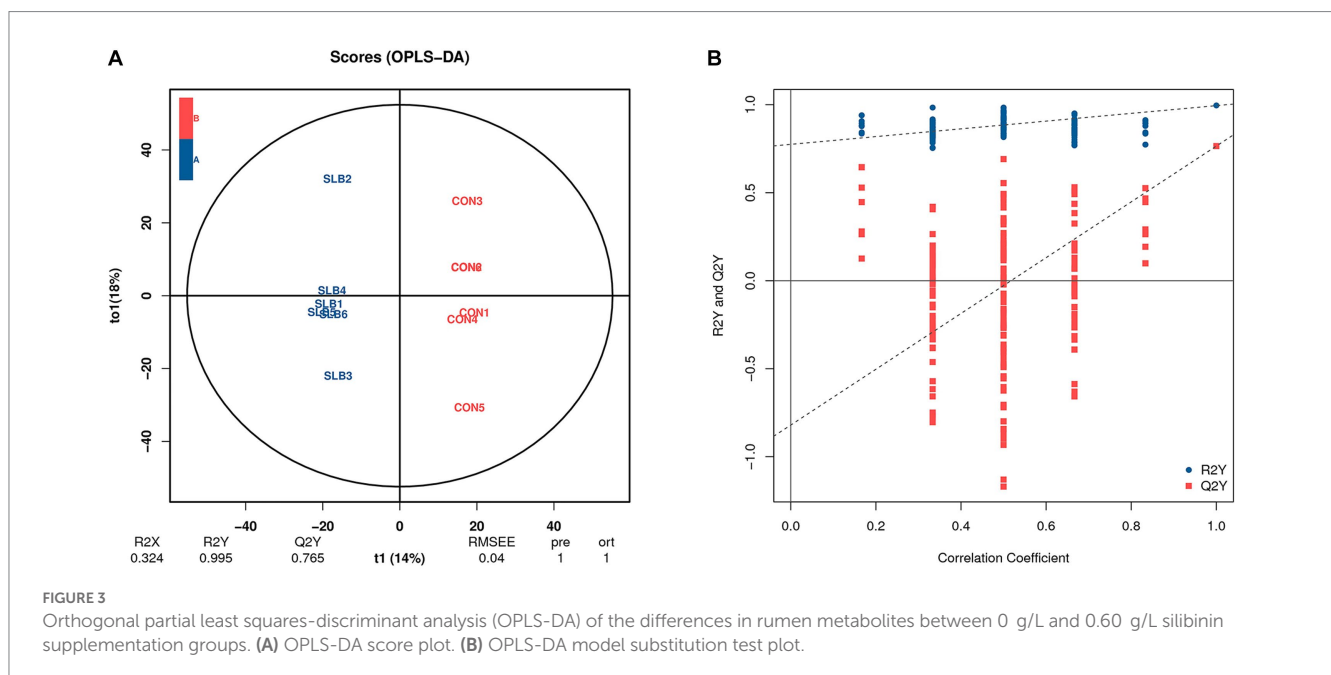 A
Scores (OPLS−DA)
B
A
to1(18%)
40
20
0
−20
−40
SLB2
CON3
SLB4
SLB1
SLB5
SLB6
CON1
CON4
SLB3
CON5
−40
−20
0
20
40
R2X
R2Y
Q2Y
RMSEE
pre
ort
0.324
0.995
0.765
t1 (14%)
0.04
1
1
B
R2Y and Q2Y
1.0
0.5
0.0
−0.5
−1.0
R2Y
Q2Y
0.0
0.2
0.4
0.6
0.8
1.0
Correlation Coefficient
FIGURE 3
Orthogonal partial least squares-discriminant analysis (OPLS-DA) of the differences in rumen metabolites between 0 g/L and 0.60 g/L silibinin
supplementation groups. (A) OPLS-DA score plot. (B) OPLS-DA model substitution test plot.